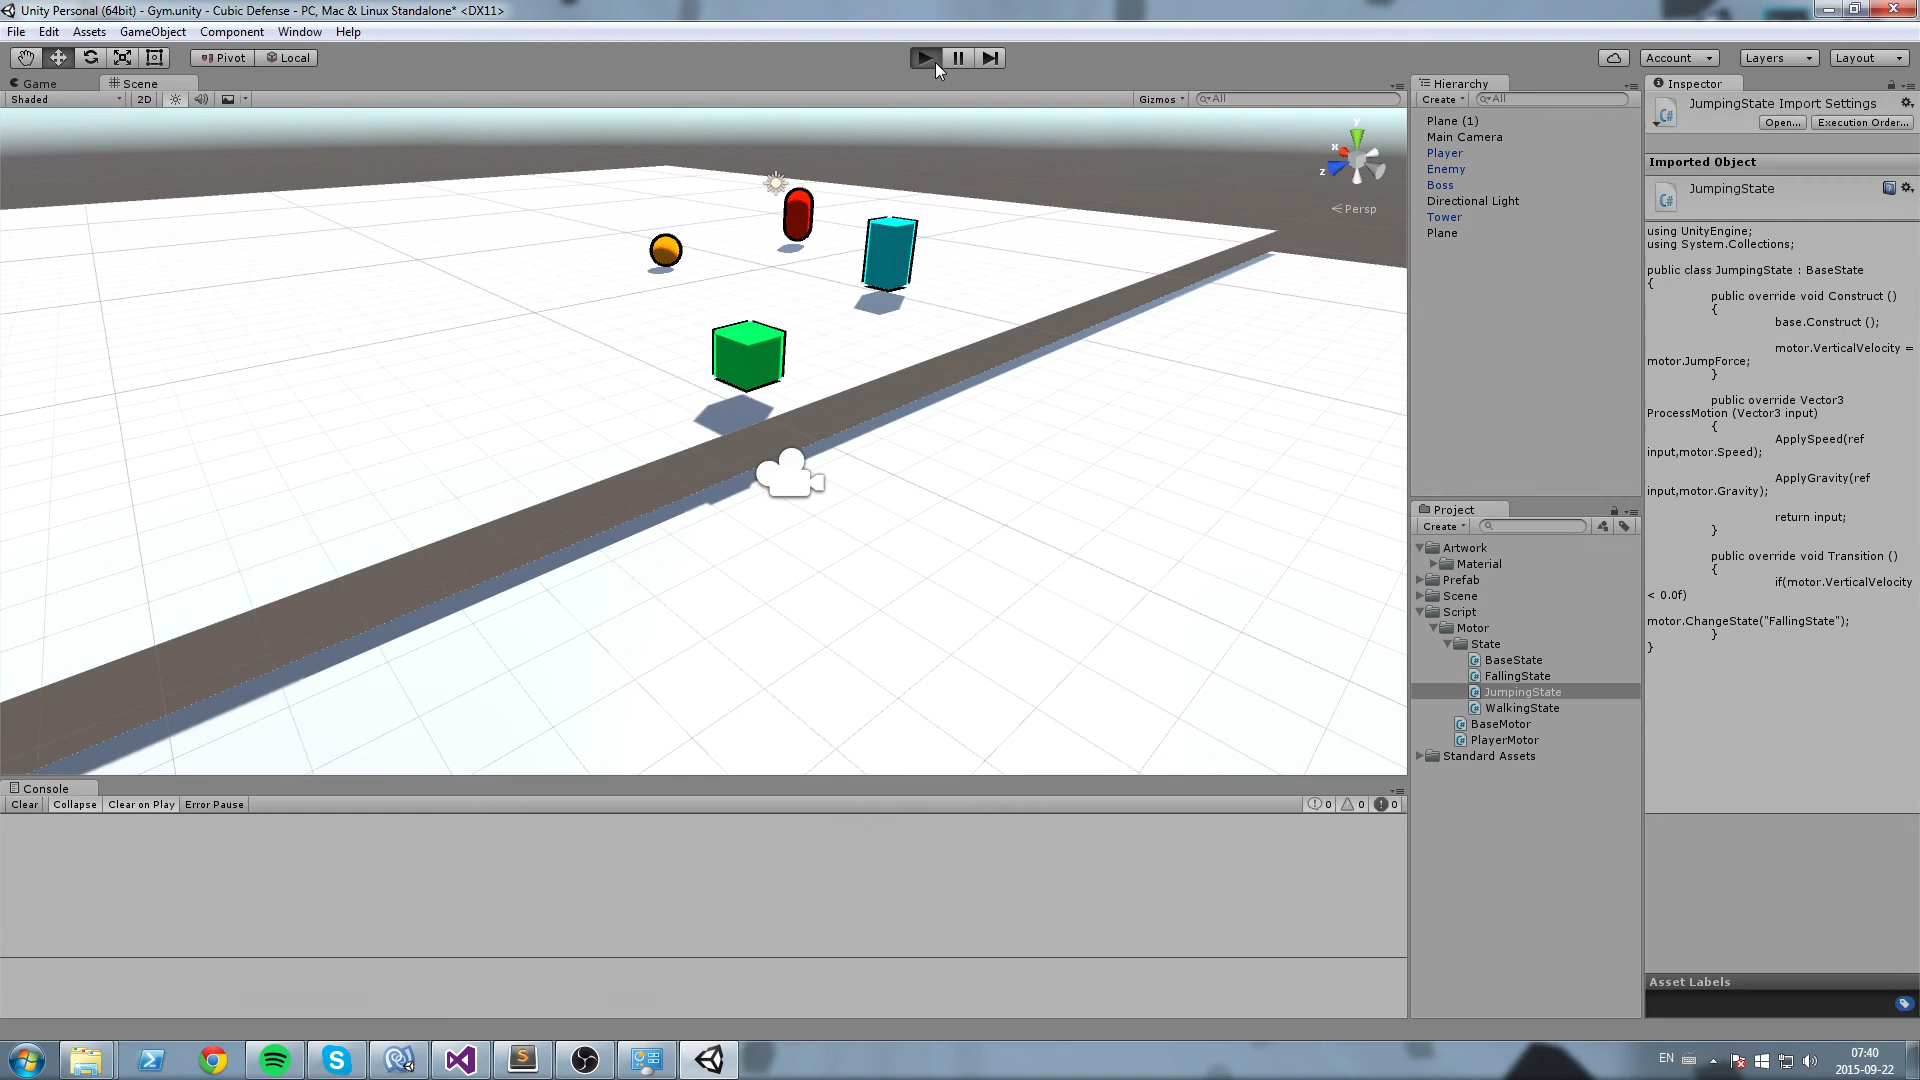 Unity Personal (64bit) - Gym.unity - Cubic Defense - PC, Mac & Linux Standalone* <DX11>
File Edit Assets GameObject Component Window Help
Pivot Local Account Layers Layout
Game Scene
Shaded 2D Gizmos All
y
x
z
Persp
Hierarchy
Create All
Plane (1)
Main Camera
Player
Enemy
Boss
Directional Light
Tower
Plane
Project
Create
Artwork
Material
Prefab
Scene
Script
Motor
State
BaseState
FallingState
JumpingState
WalkingState
BaseMotor
PlayerMotor
Standard Assets
Inspector
JumpingState Import Settings
Open... Execution Order...
Imported Object
JumpingState
using UnityEngine;
using System.Collections;
public class JumpingState : BaseState
{
public override void Construct ()
{
base.Construct ();
motor.VerticalVelocity =
motor.JumpForce;
}
public override Vector3
ProcessMotion (Vector3 input)
{
ApplySpeed(ref
input,motor.Speed);
ApplyGravity(ref
input,motor.Gravity);
return input;
}
public override void Transition ()
{
if(motor.VerticalVelocity
< 0.0f)
motor.ChangeState("FallingState");
}
}
Asset Labels
Console
Clear Collapse Clear on Play Error Pause 0 0 0
EN
07:40
2015-09-22